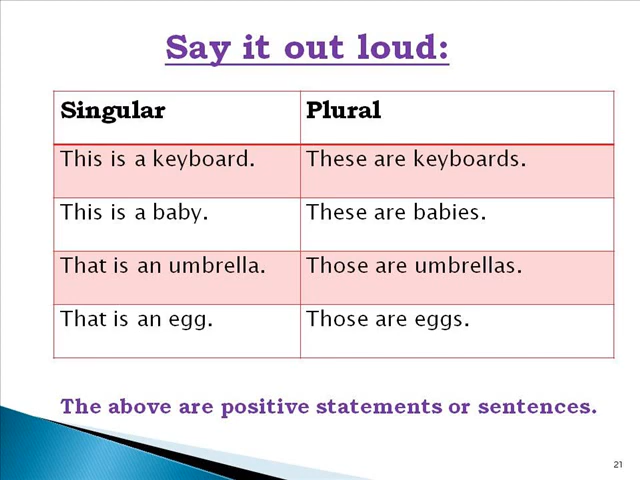 Say it out loud:
Singular Plural
This is a keyboard. These are keyboards.
This is a baby. These are babies.
That is an umbrella. Those are umbrellas.
That is an egg. Those are eggs.
The above are positive statements or sentences.
21